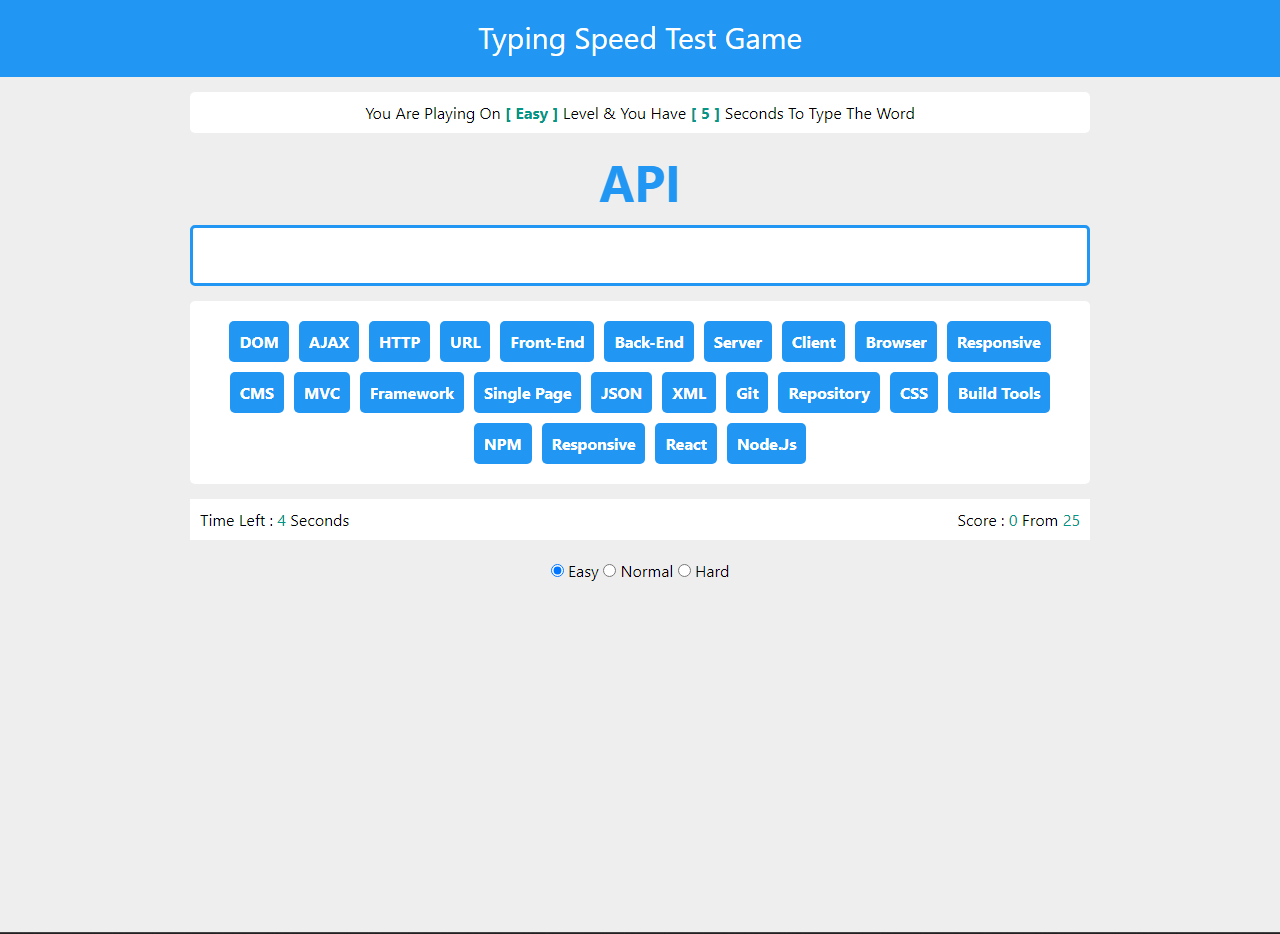 Typing Speed Test Game
You Are Playing On [ Easy ] Level & You Have [ 5 ] Seconds To Type The Word
API
DOM AJAX HTTP URL Front-End Back-End Server Client Browser Responsive
CMS MVC Framework Single Page JSON XML Git Repository CSS Build Tools
NPM Responsive React Node.Js
Time Left : 4 Seconds Score : 0 From 25
Easy Normal Hard